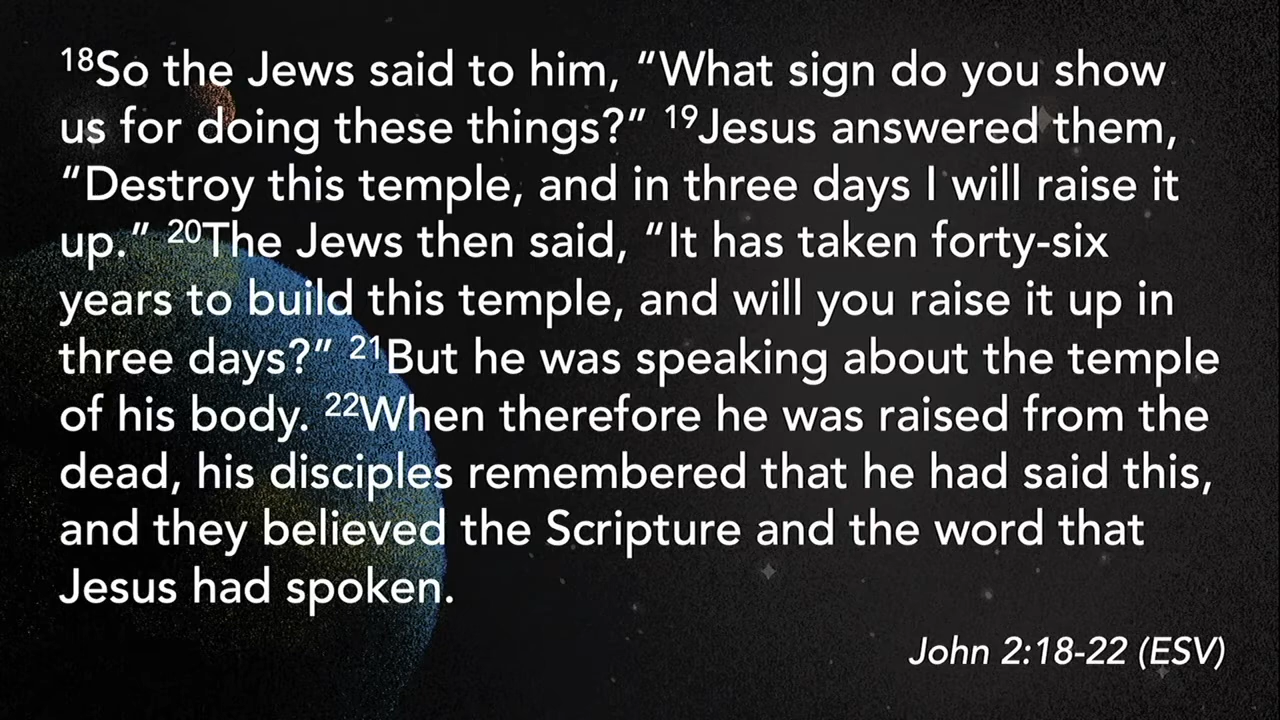 ¹⁸So the Jews said to him, “What sign do you show
us for doing these things?” ¹⁹Jesus answered them,
“Destroy this temple, and in three days I will raise it
up.” ²⁰The Jews then said, “It has taken forty-six
years to build this temple, and will you raise it up in
three days?” ²¹But he was speaking about the temple
of his body. ²²When therefore he was raised from the
dead, his disciples remembered that he had said this,
and they believed the Scripture and the word that
Jesus had spoken.
John 2:18-22 (ESV)